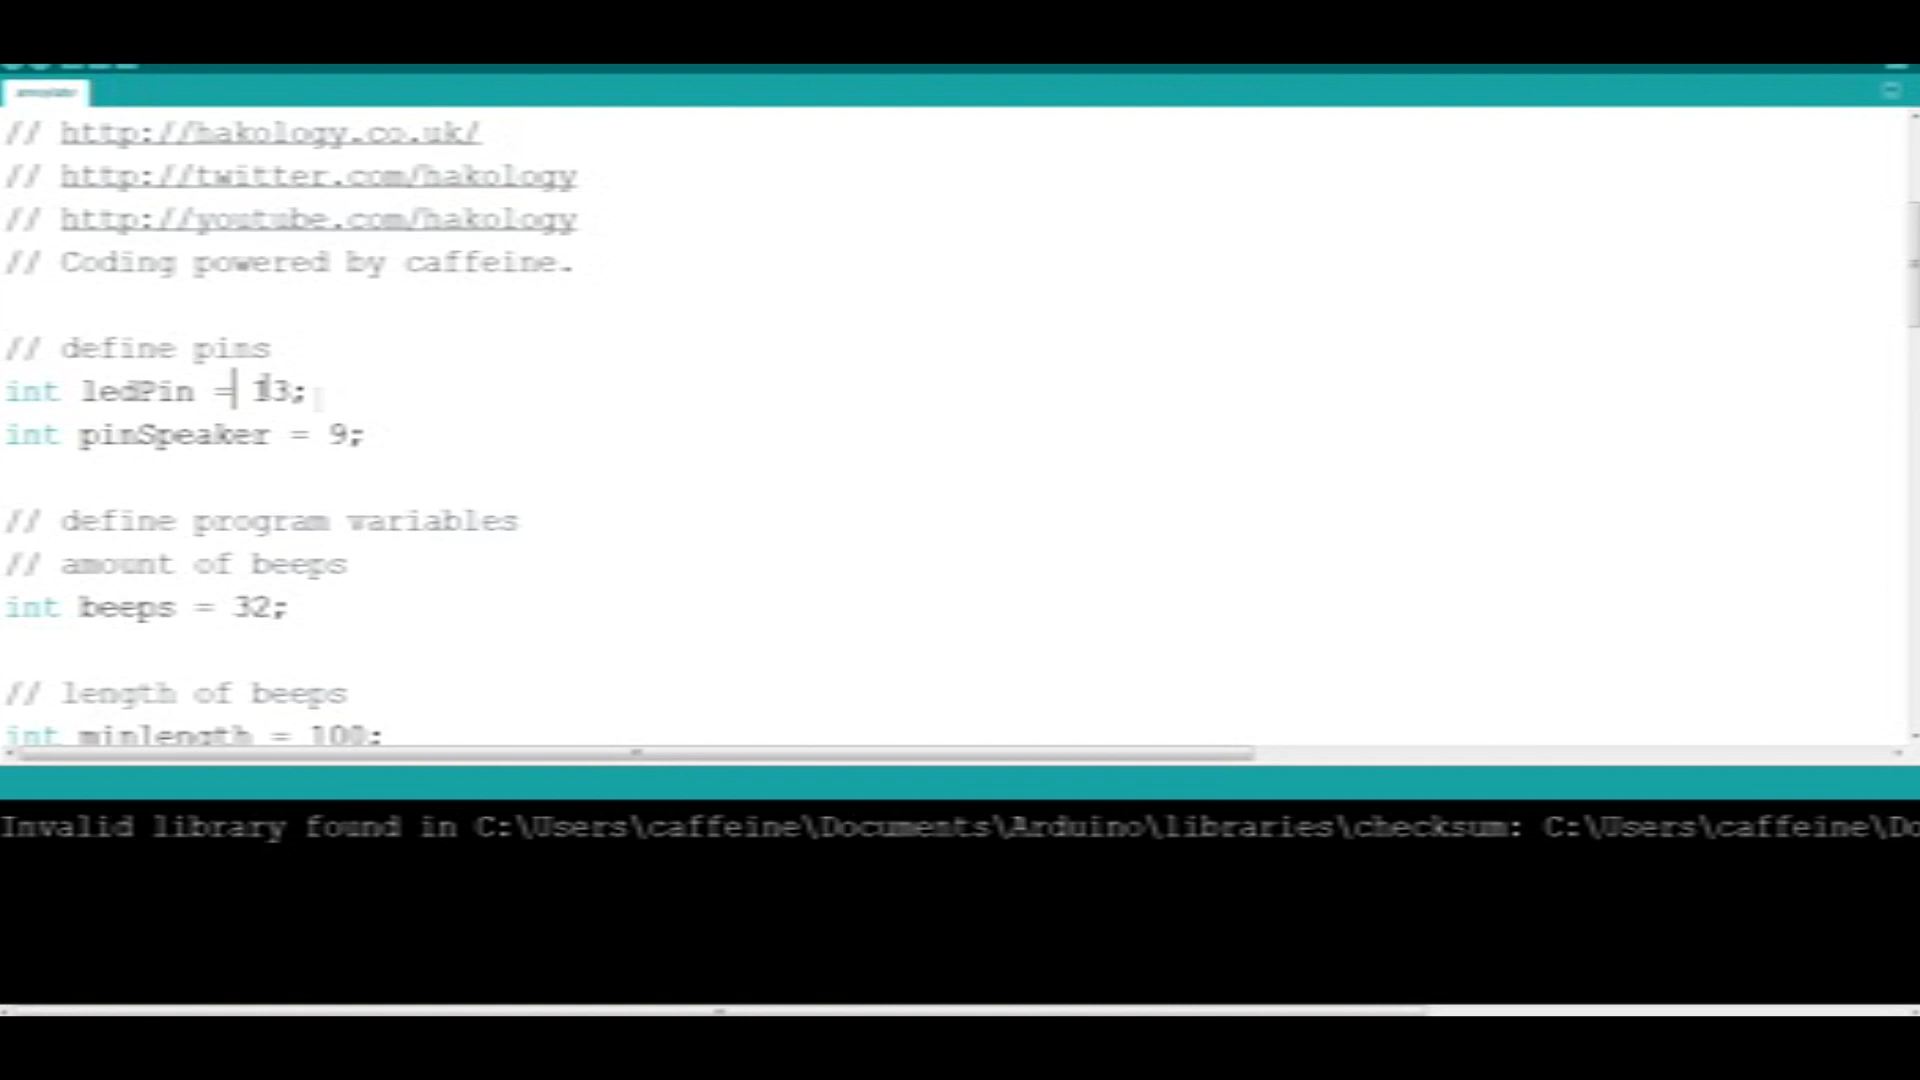 // http://hakology.co.uk/
// http://twitter.com/hakology
// http://youtube.com/hakology
// Coding powered by caffeine.
// define pins
int ledPin = 13;
int pinSpeaker = 9;
// define program variables
// amount of beeps
int beeps = 32;
// length of beeps
int minlength = 100;
Invalid library found in C:\Users\caffeine\Documents\Arduino\libraries\checksum: C:\Users\caffeine\Do